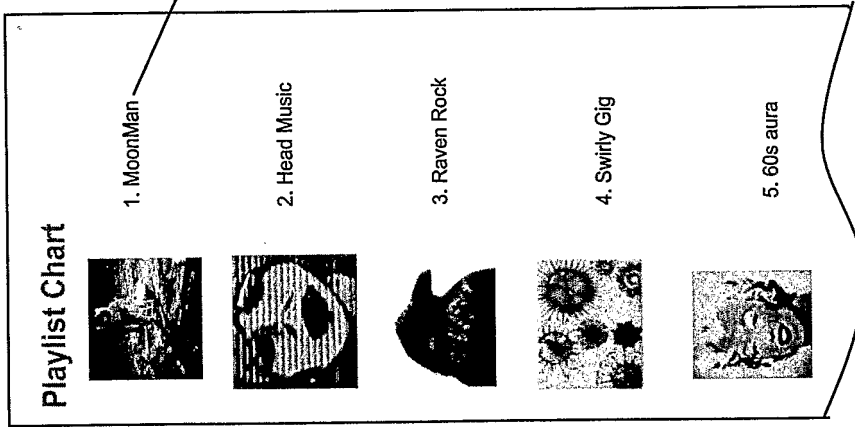 Playlist Chart
1. MoonMan
2. Head Music
3. Raven Rock
4. Swirly Gig
5. 60s aura